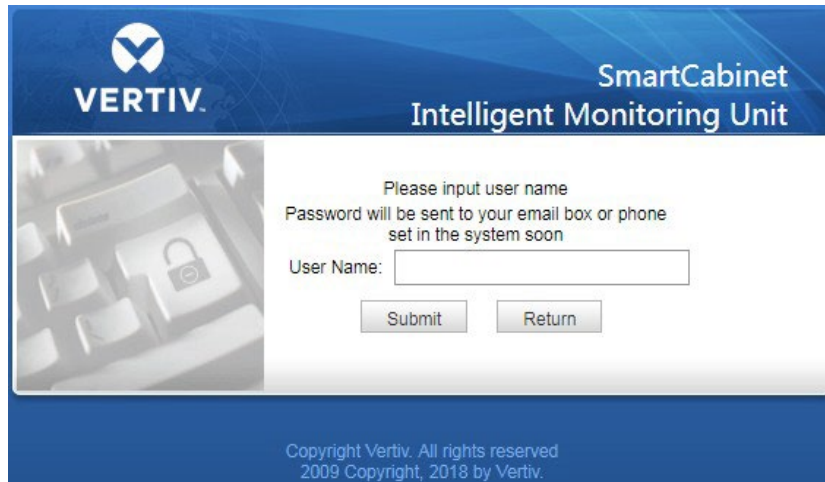 VERTIV.
SmartCabinet
Intelligent Monitoring Unit
Please input user name
Password will be sent to your email box or phone
set in the system soon
User Name:
Submit
Return
Copyright Vertiv. All rights reserved
2009 Copyright, 2018 by Vertiv.